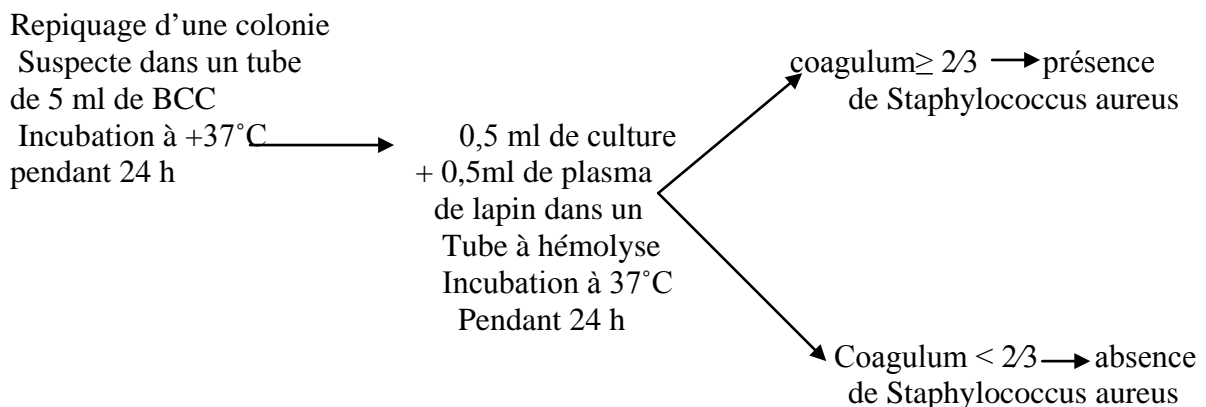 Repiquage d’une colonie
Suspecte dans un tube
de 5 ml de BCC
Incubation à +37˚C
pendant 24 h
0,5 ml de culture
+ 0,5ml de plasma
de lapin dans un
Tube à hémolyse
Incubation à 37˚C
Pendant 24 h
coagulum≥ 2⁄3 présence
de Staphylococcus aureus
Coagulum < 2⁄3 absence
de Staphylococcus aureus